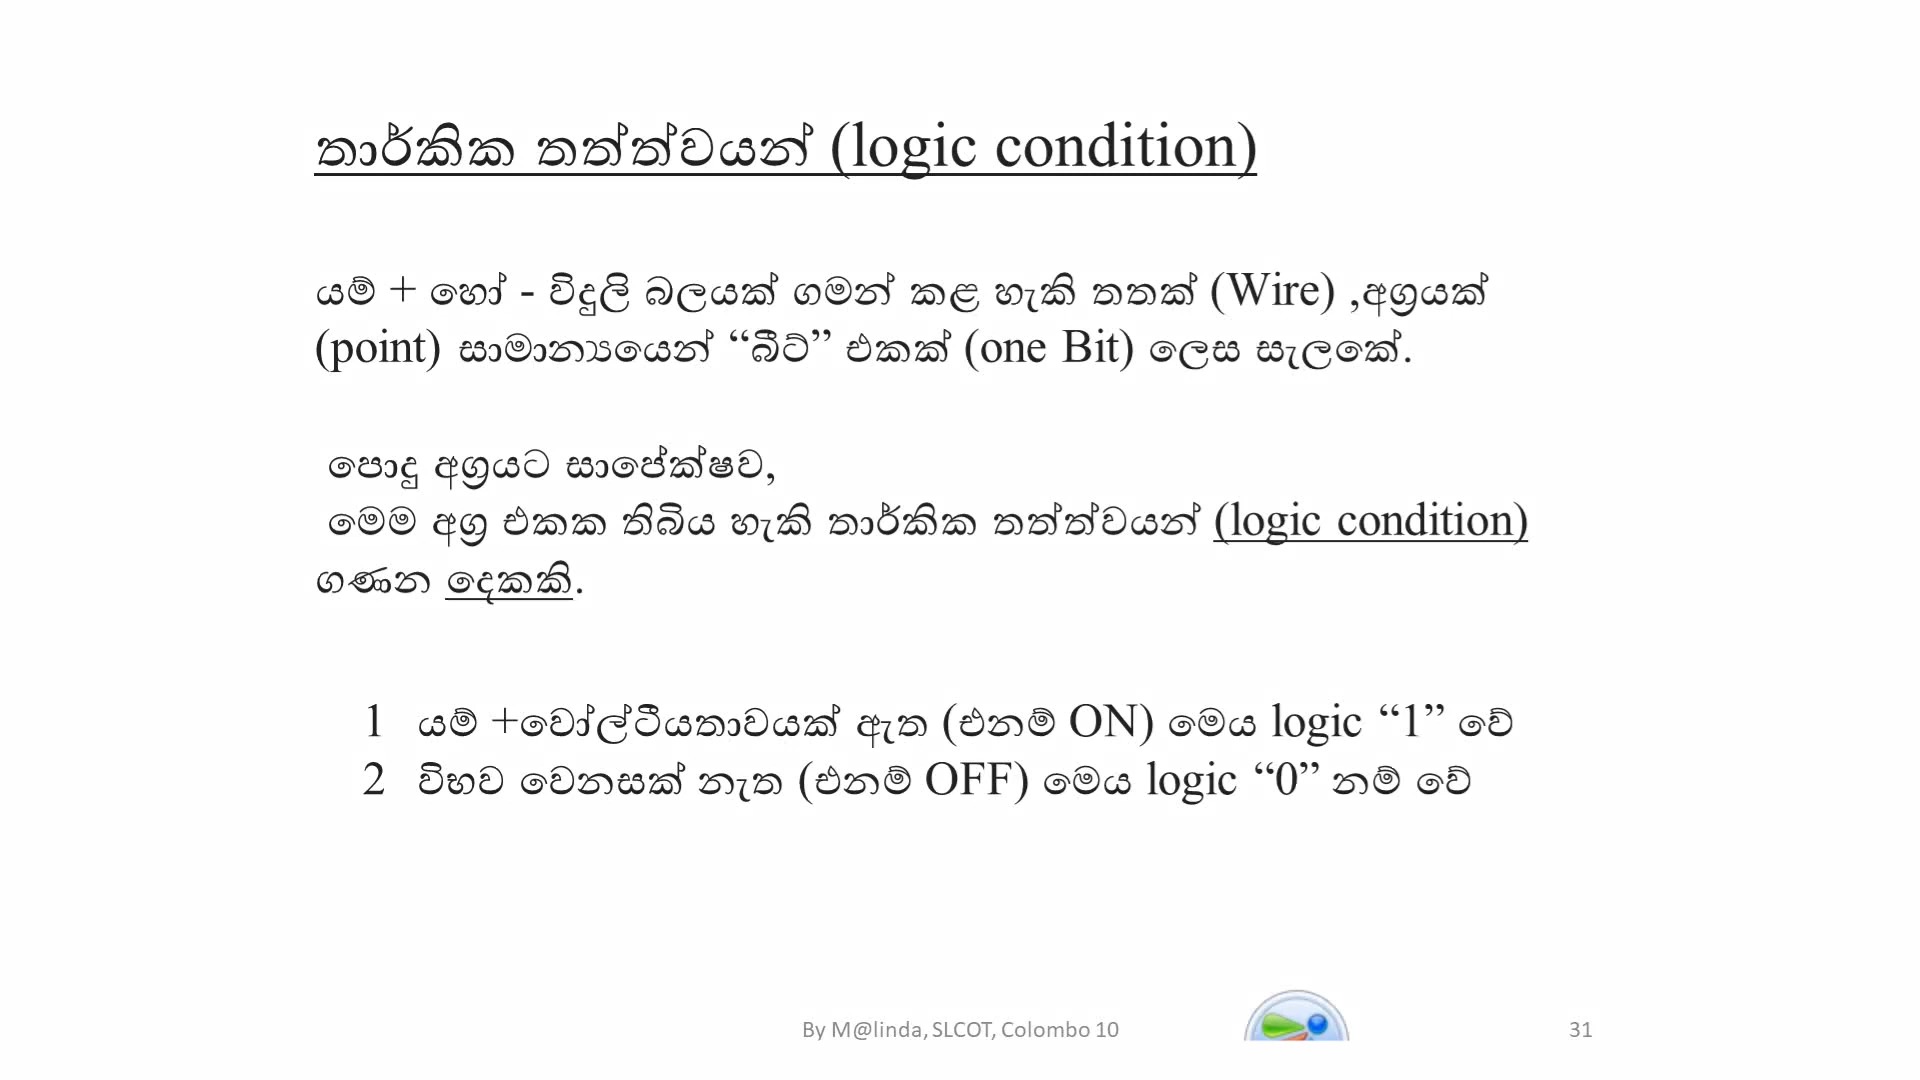 තාර්කික තත්ත්වයන් (logic condition)
යම් + හෝ - විදුලි බලයක් ගමන් කළ හැකි තතක් (Wire) ,අග්‍රයක්
(point) සාමාන්‍යයෙන් “බීට්” එකක් (one Bit) ලෙස සැලකේ.
පොදු අග්‍රයට සාපේක්ෂව,
මෙම අග්‍ර එකක තිබිය හැකි තාර්කික තත්ත්වයන් (logic condition)
ගණන දෙකකි.
1 යම් +වෝල්ටීයතාවයක් ඇත (එනම් ON) මෙය logic “1” වේ
2 විභව වෙනසක් නැත (එනම් OFF) මෙය logic “0” නම් වේ
By M@linda, SLCOT, Colombo 10
31